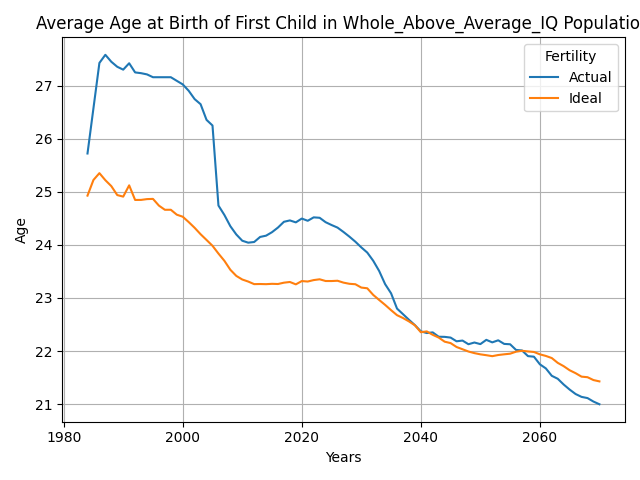 Average Age at Birth of First Child in Whole_Above_Average_IQ Populatio
Fertility
Actual
Ideal
27
26
25
24
23
22
21
Age
1980
2000
2020
2040
2060
Years